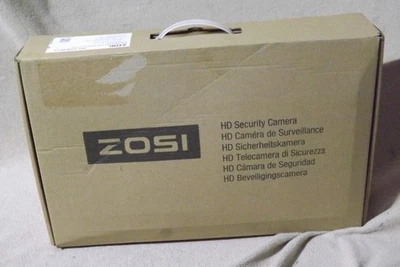 ZOSI
HD Security Camera
HD Caméra de Surveillance
HD Sicherheitskamera
HD Telecamera di Sicurezza
HD Cámara de Seguridad
HD Beveiligingscamera